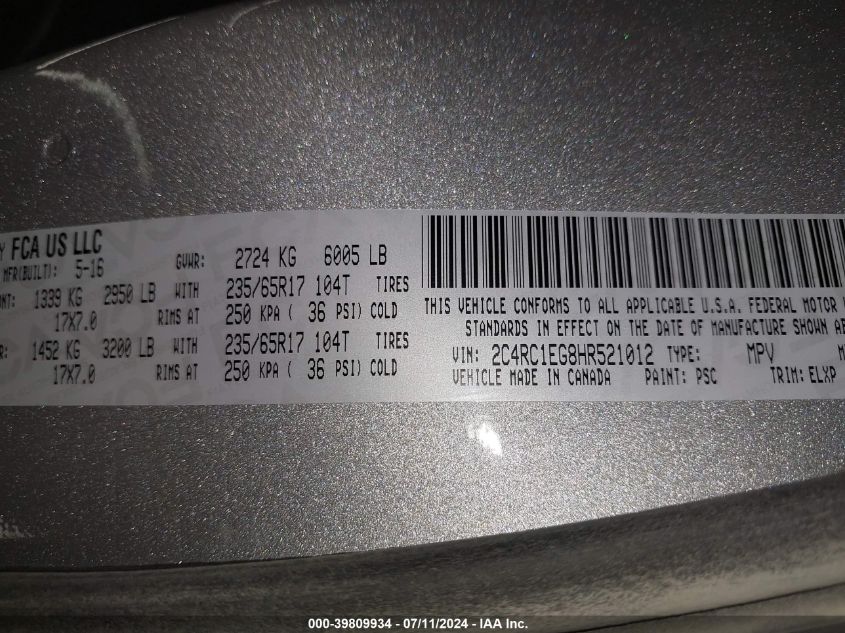 Y FCA US LLC
MFR(BUILT): 5-16 GVWR: 2724 KG 6005 LB
ONT: 1339 KG 2950 LB WITH 235/65R17 104T TIRES
17X7.0 RIMS AT 250 KPA ( 36 PSI) COLD
R: 1452 KG 3200 LB WITH 235/65R17 104T TIRES
17X7.0 RIMS AT 250 KPA ( 36 PSI) COLD
THIS VEHICLE CONFORMS TO ALL APPLICABLE U.S.A. FEDERAL MOTOR
STANDARDS IN EFFECT ON THE DATE OF MANUFACTURE SHOWN AB
VIN: 2C4RC1EG8HR521012 TYPE: MPV
VEHICLE MADE IN CANADA PAINT: PSC TRIM: ELXP
000-39809934 - 07/11/2024 - IAA Inc.